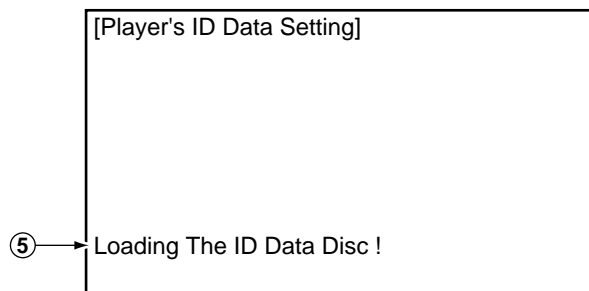 [Player's ID Data Setting]
⑤ Loading The ID Data Disc !